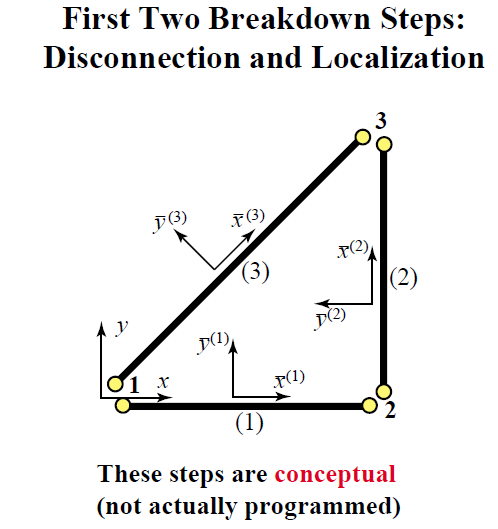 First Two Breakdown Steps:
Disconnection and Localization
3
y̅⁽³⁾
x̅⁽³⁾
(3)
x̅⁽²⁾
(2)
y̅⁽²⁾
y
y̅⁽¹⁾
1
x
x̅⁽¹⁾
2
(1)
These steps are conceptual
(not actually programmed)